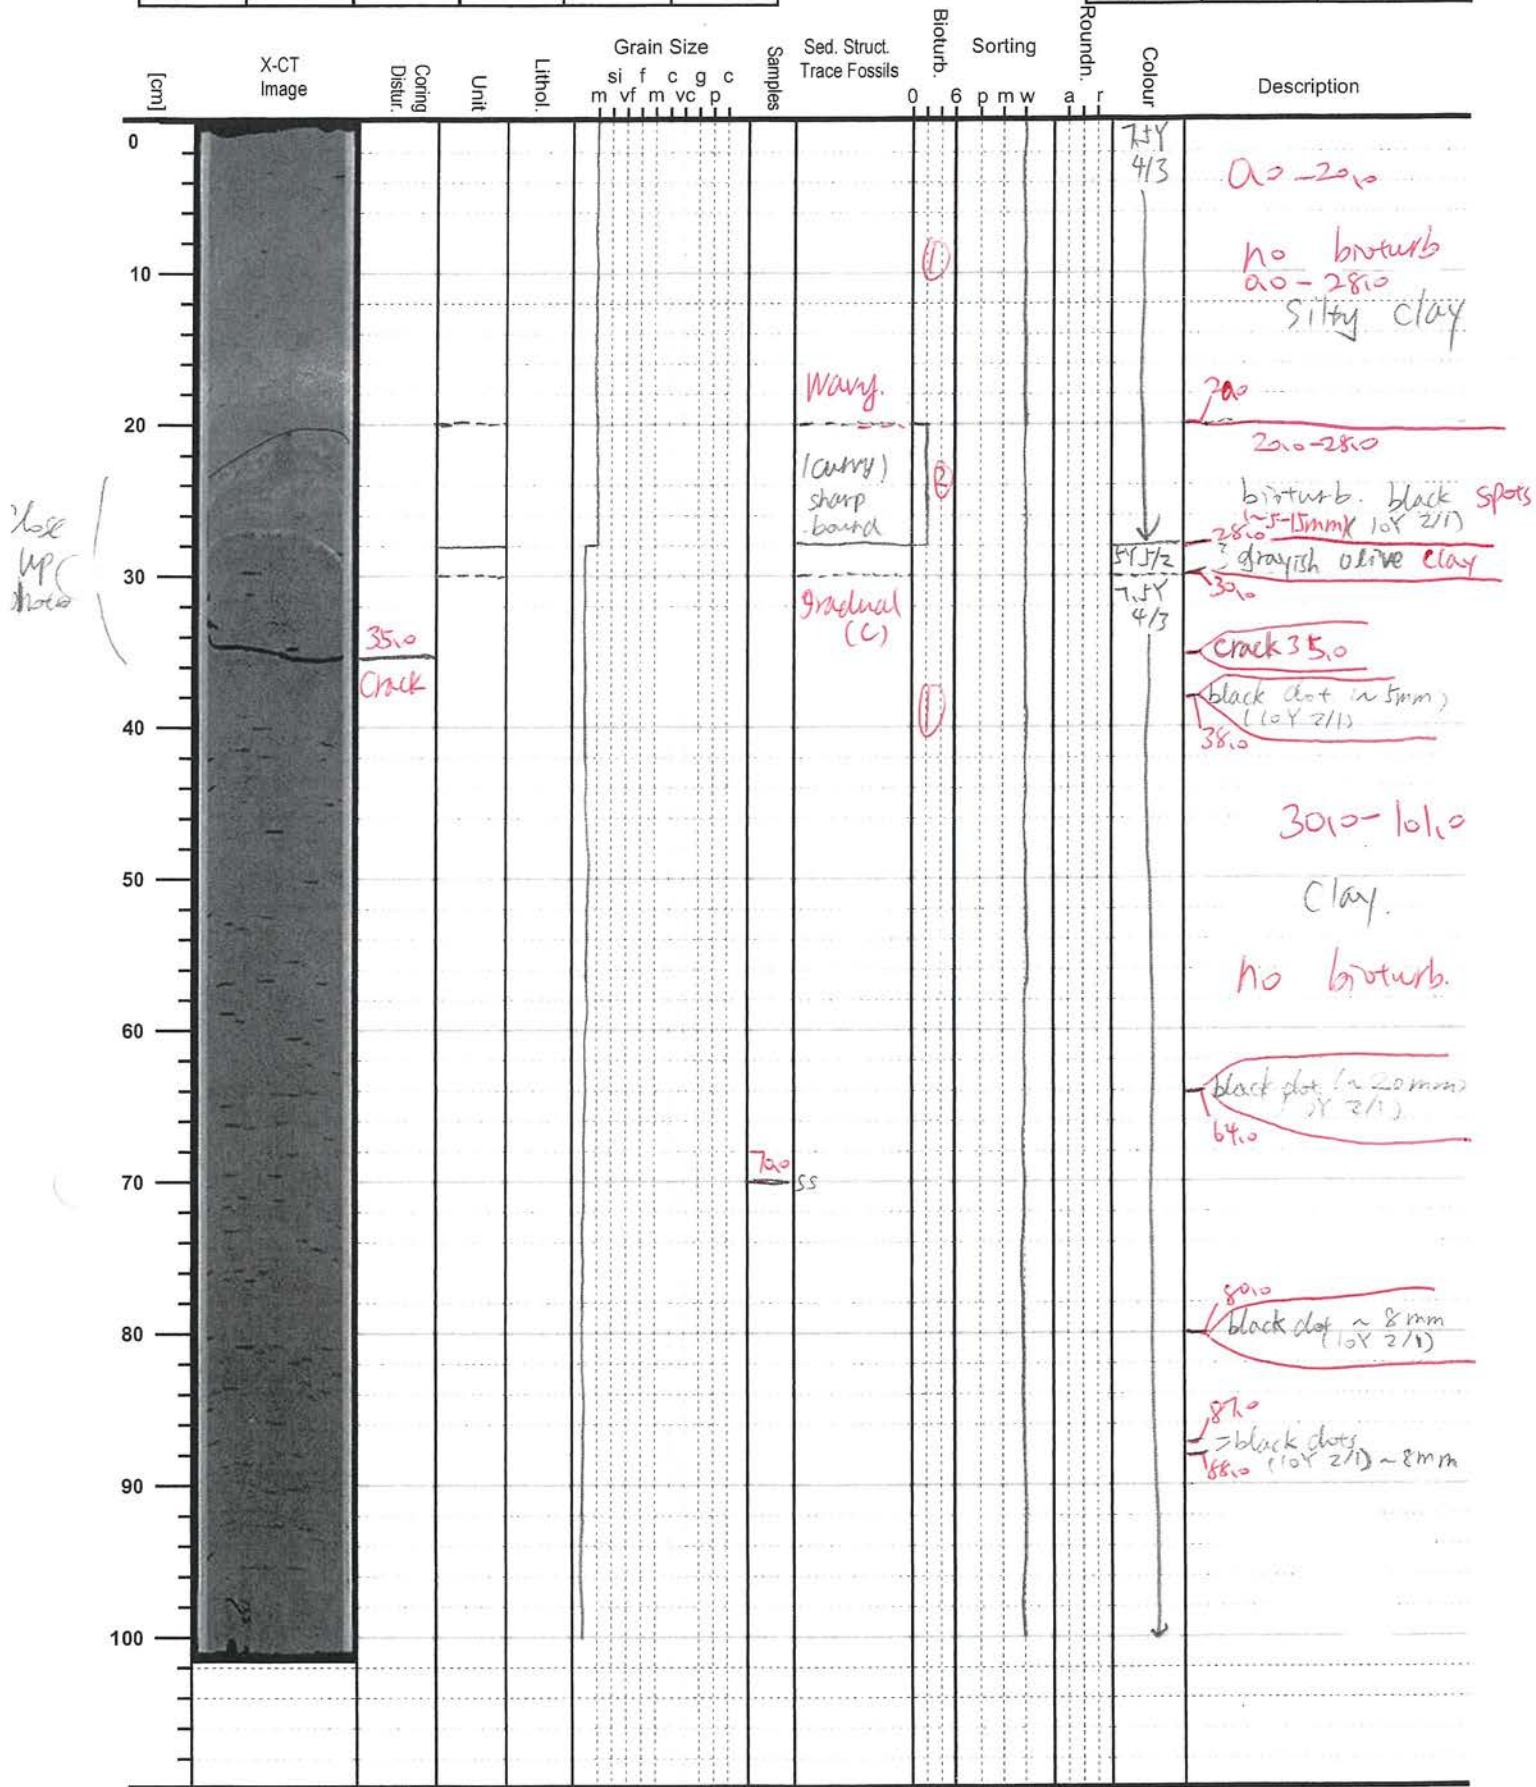 [cm]
X-CT
Image
Coring
Distur.
Unit
Lithol.
Grain Size
si f c g c
m vf m vc p
Samples
Sed. Struct.
Trace Fossils
Bioturb.
0 6
Sorting
p m w
Roundn.
a r
Colour
Description
0
7.5Y
4/3
0.0-20.0
no bioturb
10
0.0-28.0
Silty clay
Wavy.
20.0
20
20.0-28.0
sharp
bound
2
bioturb. black spots
(~5-15mm) (10Y 2/1)
28.0
Close
up
photo
5Y 5/2
grayish olive clay
30
30.0
7.5Y
4/3
gradual
(C)
35.0
Crack
crack 35.0
black dot (~5mm)
(10Y 2/1)
38.0
1
40
30.0-101.0
50
Clay.
no bioturb.
60
black dot (~20mm)
64.0
70.0
70
SS
80.0
80
black dot ~8mm
(10Y 2/1)
87.0
black dots
(10Y 2/1) ~8mm
88.0
90
100